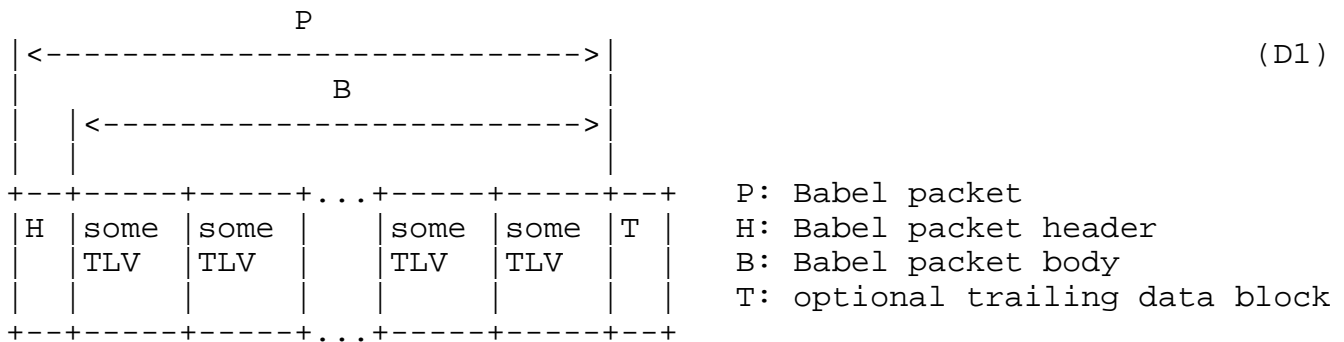 P
|<---------------------------->|                                  (D1)
|              B               |
|  |<------------------------->|
|  |                           |
+--+-----+-----+...+-----+-----+--+   P: Babel packet
|H |some |some |   |some |some |T |   H: Babel packet header
|  |TLV  |TLV  |   |TLV  |TLV  |  |   B: Babel packet body
|  |     |     |   |     |     |  |   T: optional trailing data block
+--+-----+-----+...+-----+-----+--+